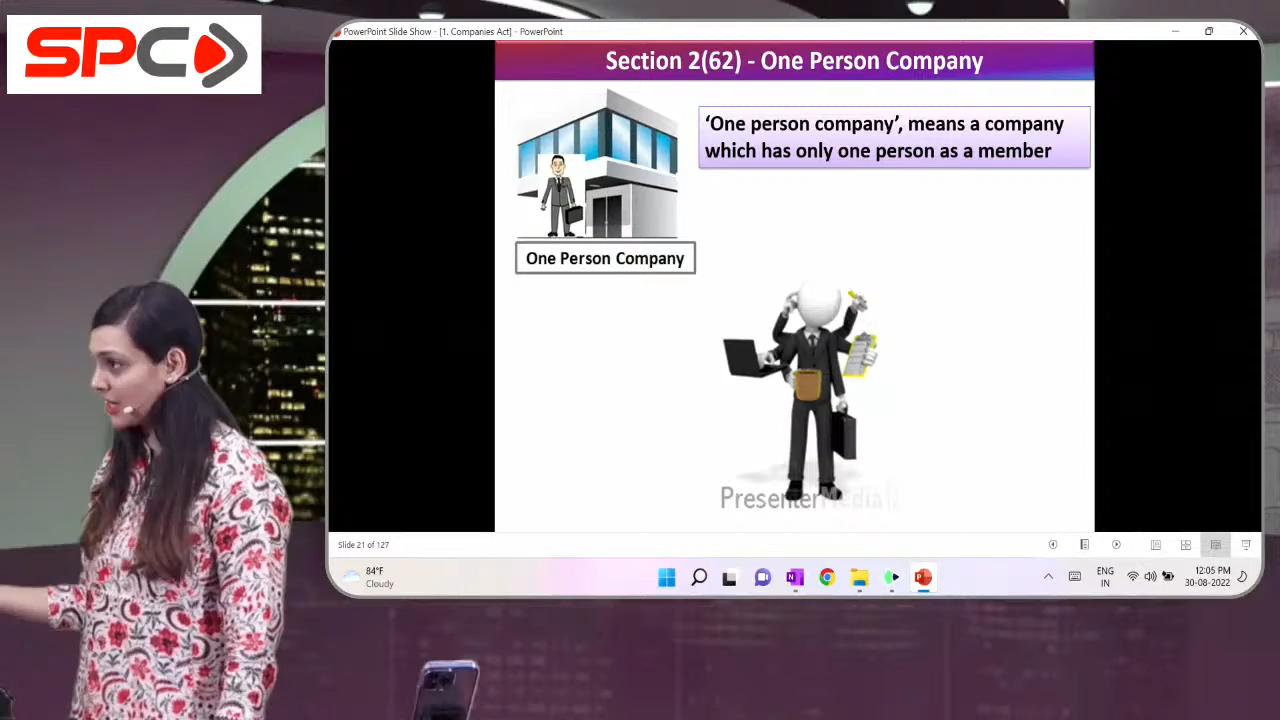 SPC
PowerPoint Slide Show - [1. Companies Act] - PowerPoint
Section 2(62) - One Person Company
‘One person company’, means a company
which has only one person as a member
One Person Company
PresenterMedia
Slide 21 of 127
84°F
Cloudy
ENG
IN
12:05 PM
30-08-2022